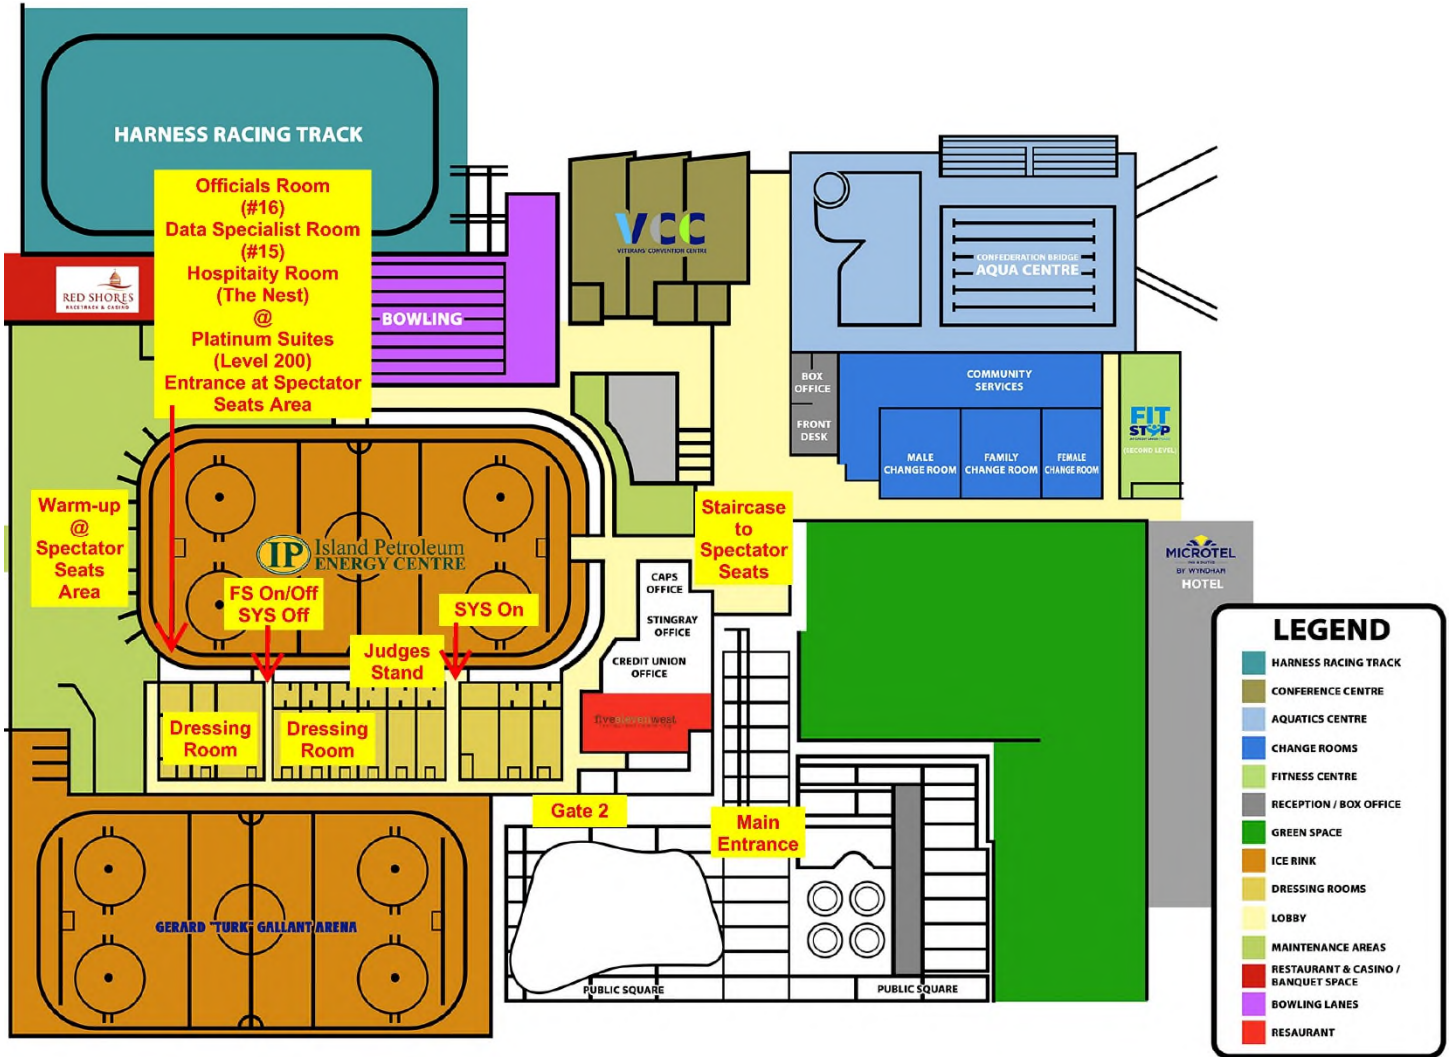 HARNESS RACING TRACK
Officials Room
(#16)
Data Specialist Room
(#15)
Hospitaity Room
(The Nest)
@
Platinum Suites
(Level 200)
Entrance at Spectator
Seats Area
RED SHORES
RACETRACK & CASINO
BOWLING
VCC
VETERANS' CONVENTION CENTRE
CONFEDERATION BRIDGE
AQUA CENTRE
BOX
OFFICE
FRONT
DESK
COMMUNITY
SERVICES
MALE
CHANGE ROOM
FAMILY
CHANGE ROOM
FEMALE
CHANGE ROOM
FIT
STOP
(SECOND LEVEL)
Warm-up
@
Spectator
Seats
Area
IP
Island Petroleum
ENERGY CENTRE
FS On/Off
SYS Off
SYS On
Judges
Stand
Staircase
to
Spectator
Seats
CAPS
OFFICE
STINGRAY
OFFICE
CREDIT UNION
OFFICE
fiveelevenwest
Dressing
Room
Dressing
Room
MICROTEL
BY WYNDHAM
HOTEL
Gate 2
Main
Entrance
GERARD "TURK" GALLANT ARENA
PUBLIC SQUARE
PUBLIC SQUARE
LEGEND
HARNESS RACING TRACK
CONFERENCE CENTRE
AQUATICS CENTRE
CHANGE ROOMS
FITNESS CENTRE
RECEPTION / BOX OFFICE
GREEN SPACE
ICE RINK
DRESSING ROOMS
LOBBY
MAINTENANCE AREAS
RESTAURANT & CASINO /
BANQUET SPACE
BOWLING LANES
RESAURANT